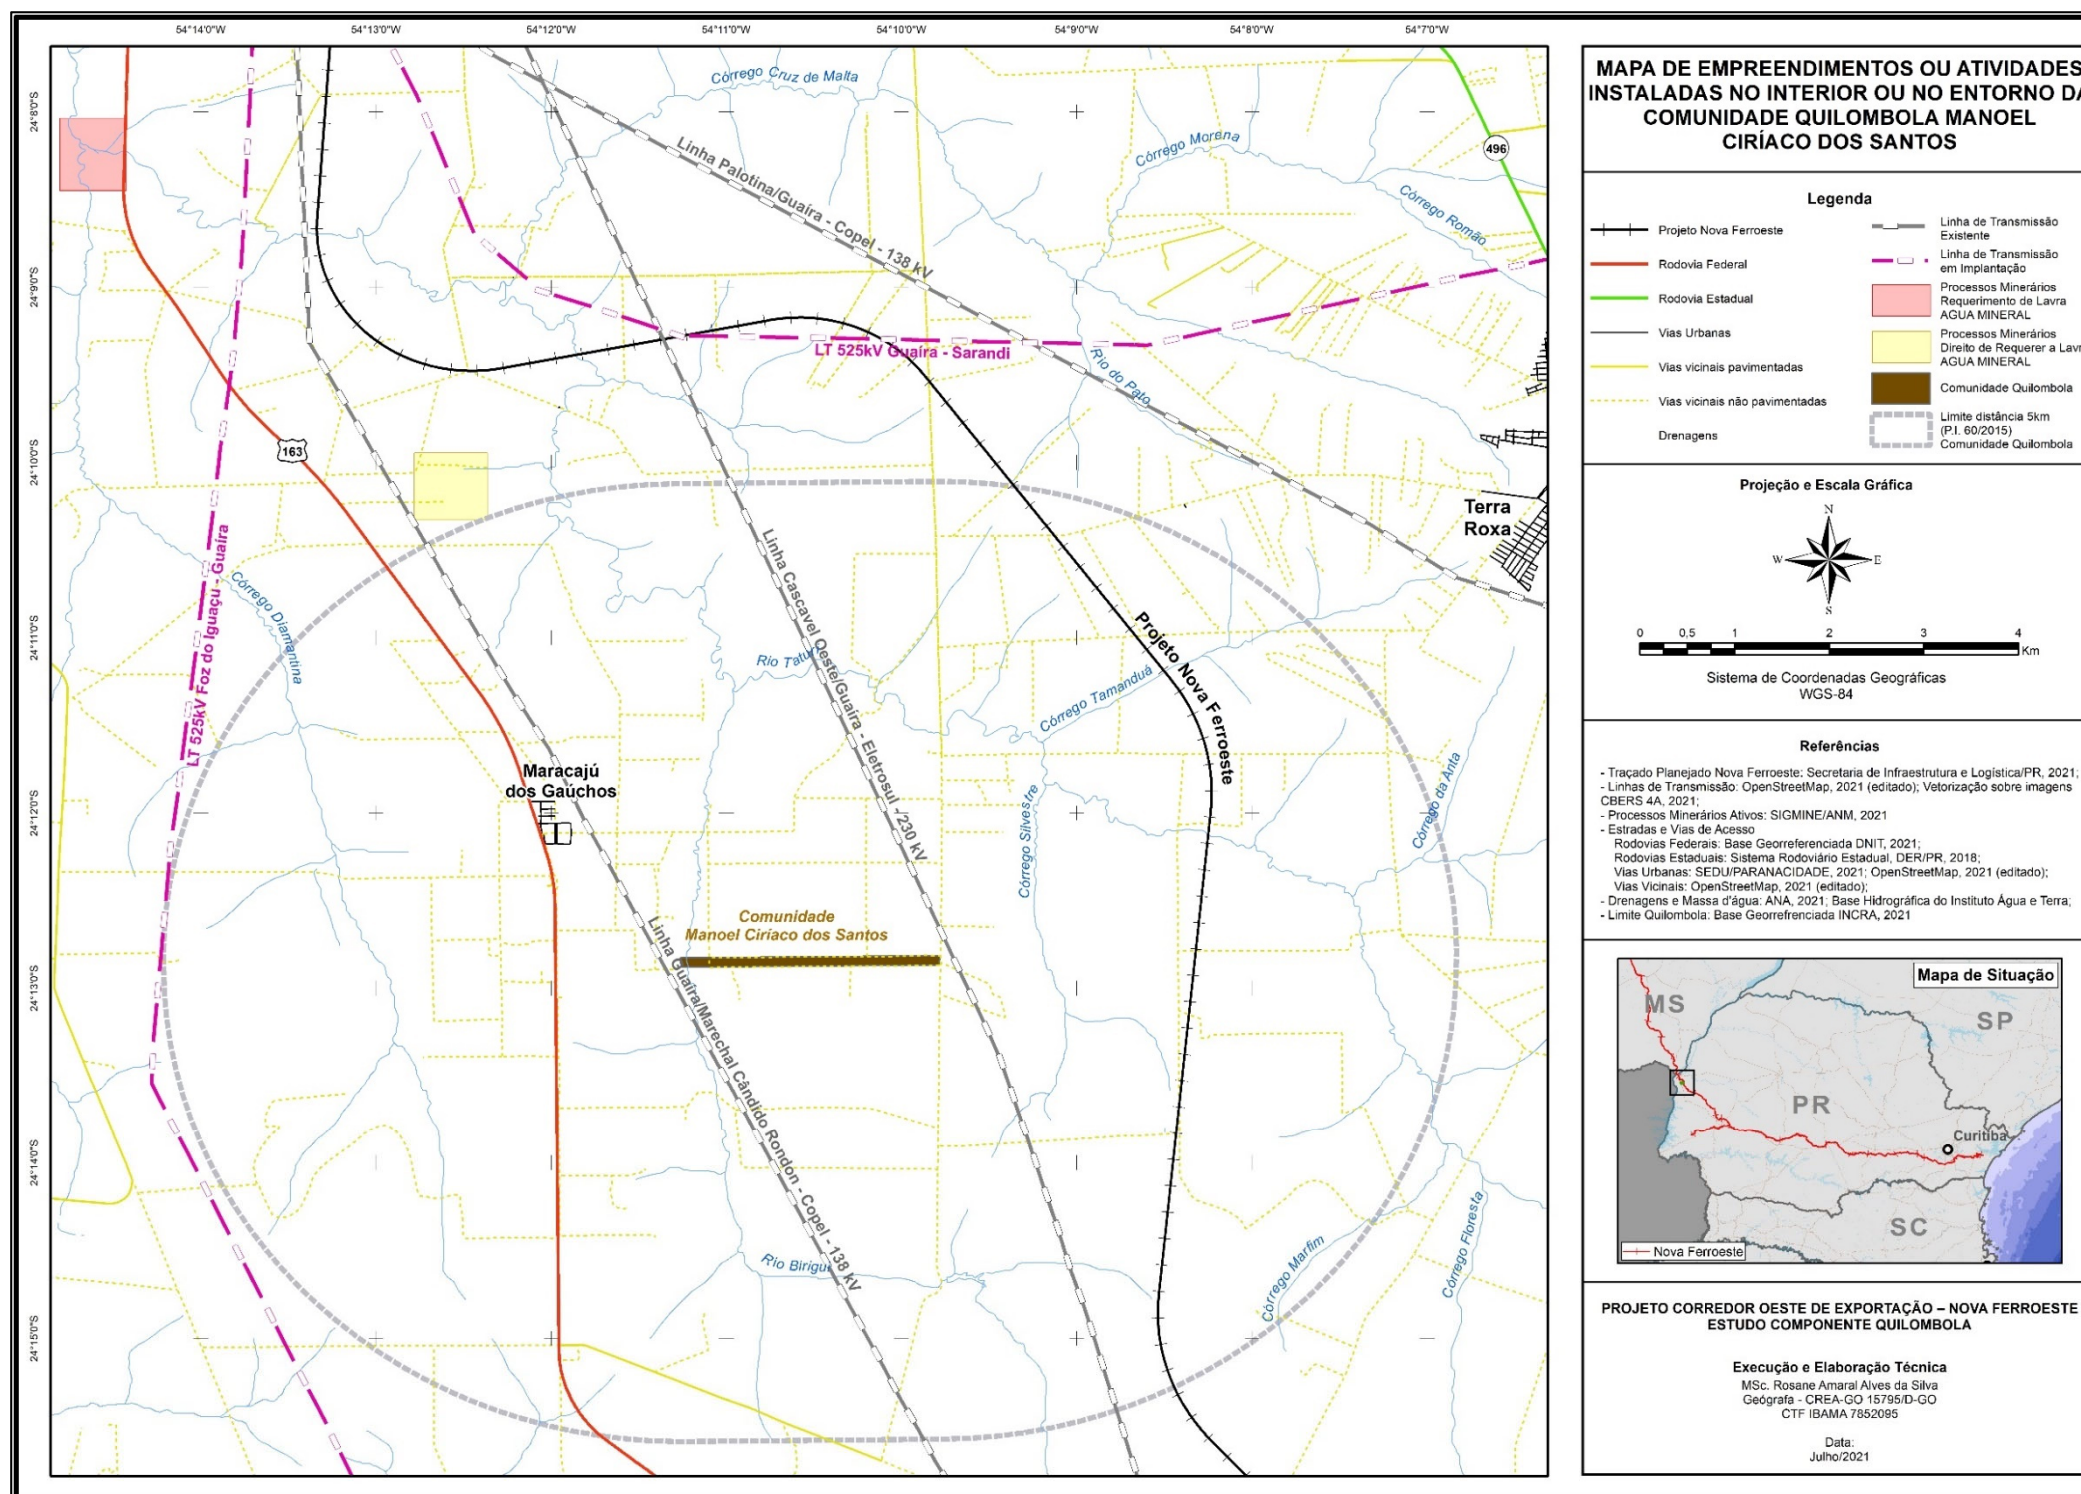 54°14'0"W
54°13'0"W
54°12'0"W
54°11'0"W
54°10'0"W
54°9'0"W
54°8'0"W
54°7'0"W
24°8'0"S
24°9'0"S
24°10'0"S
24°11'0"S
24°12'0"S
24°13'0"S
24°14'0"S
24°15'0"S
Córrego Cruz de Malta
Linha Palotina/Guaíra - Copel - 138 kV
Córrego Morena
496
Córrego Romão
LT 525kV Guaíra - Sarandi
Rio do Pato
163
Terra
Roxa
LT 525kV Foz do Iguaçu - Guaíra
Córrego Diamantina
Linha Cascavel Oeste/Guaíra - Eletrosul - 230 kV
Rio Taturi
Projeto Nova Ferroeste
Córrego Tamanduá
Maracajú
dos Gaúchos
Córrego Silvestre
Córrego da Anta
Comunidade
Manoel Ciríaco dos Santos
Linha Guaíra/Marechal Cândido Rondon - Copel - 138 kV
Rio Birigui
Córrego Marfim
Córrego Floresta
MAPA DE EMPREENDIMENTOS OU ATIVIDADES
INSTALADAS NO INTERIOR OU NO ENTORNO DA
COMUNIDADE QUILOMBOLA MANOEL
CIRÍACO DOS SANTOS
Legenda
Projeto Nova Ferroeste
Rodovia Federal
Rodovia Estadual
Vias Urbanas
Vias vicinais pavimentadas
Vias vicinais não pavimentadas
Drenagens
Linha de Transmissão
Existente
Linha de Transmissão
em Implantação
Processos Minerários
Requerimento de Lavra
AGUA MINERAL
Processos Minerários
Direito de Requerer a Lavr
AGUA MINERAL
Comunidade Quilombola
Limite distância 5km
(P.I. 60/2015)
Comunidade Quilombola
Projeção e Escala Gráfica
N
W E
S
0 0,5 1 2 3 4
Km
Sistema de Coordenadas Geográficas
WGS-84
Referências
- Traçado Planejado Nova Ferroeste: Secretaria de Infraestrutura e Logística/PR, 2021;
- Linhas de Transmissão: OpenStreetMap, 2021 (editado); Vetorização sobre imagens
CBERS 4A, 2021;
- Processos Minerários Ativos: SIGMINE/ANM, 2021
- Estradas e Vias de Acesso
Rodovias Federais: Base Georreferenciada DNIT, 2021;
Rodovias Estaduais: Sistema Rodoviário Estadual, DER/PR, 2018;
Vias Urbanas: SEDU/PARANACIDADE, 2021; OpenStreetMap, 2021 (editado);
Vias Vicinais: OpenStreetMap, 2021 (editado);
- Drenagens e Massa d'água: ANA, 2021; Base Hidrográfica do Instituto Água e Terra;
- Limite Quilombola: Base Georrefrenciada INCRA, 2021
Mapa de Situação
MS
SP
PR
Curitiba
SC
Nova Ferroeste
PROJETO CORREDOR OESTE DE EXPORTAÇÃO – NOVA FERROESTE
ESTUDO COMPONENTE QUILOMBOLA
Execução e Elaboração Técnica
MSc. Rosane Amaral Alves da Silva
Geógrafa - CREA-GO 15795/D-GO
CTF IBAMA 7852095
Data:
Julho/2021